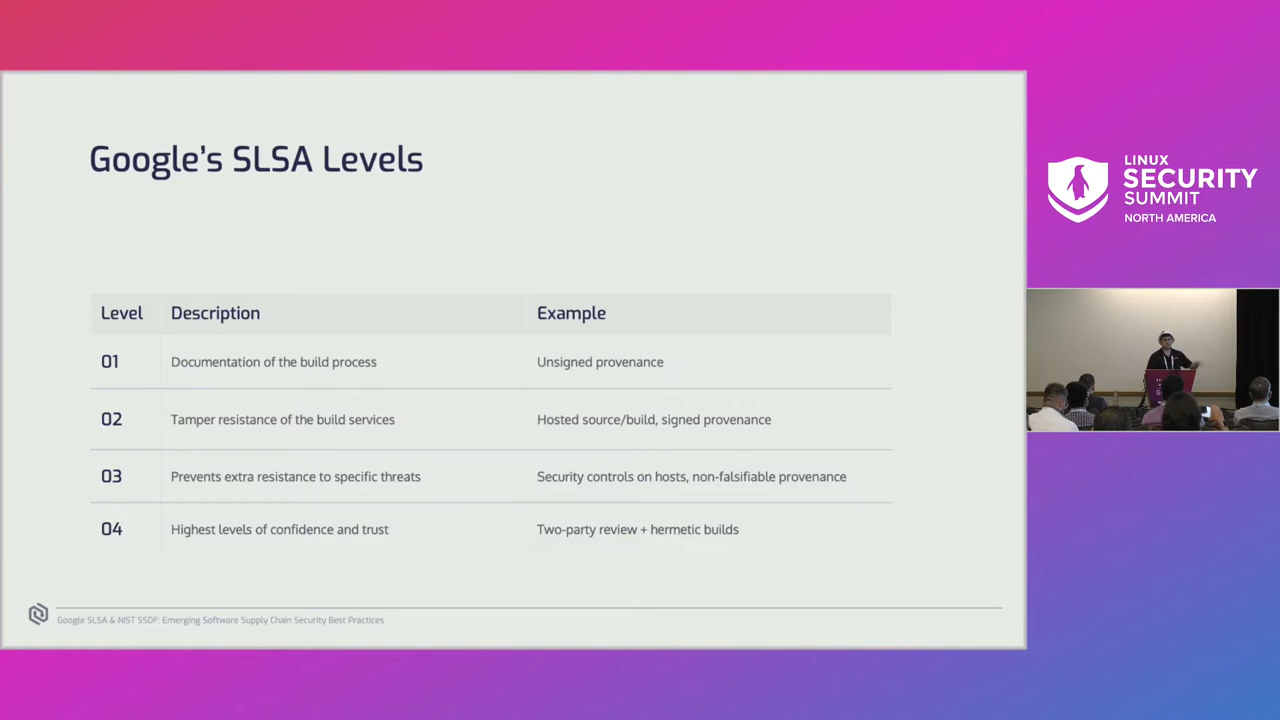 Google's SLSA Levels
Level Description Example
01 Documentation of the build process Unsigned provenance
02 Tamper resistance of the build services Hosted source/build, signed provenance
03 Prevents extra resistance to specific threats Security controls on hosts, non-falsifiable provenance
04 Highest levels of confidence and trust Two-party review + hermetic builds
Google SLSA & NIST SSDF: Emerging Software Supply Chain Security Best Practices
LINUX
SECURITY
SUMMIT
NORTH AMERICA